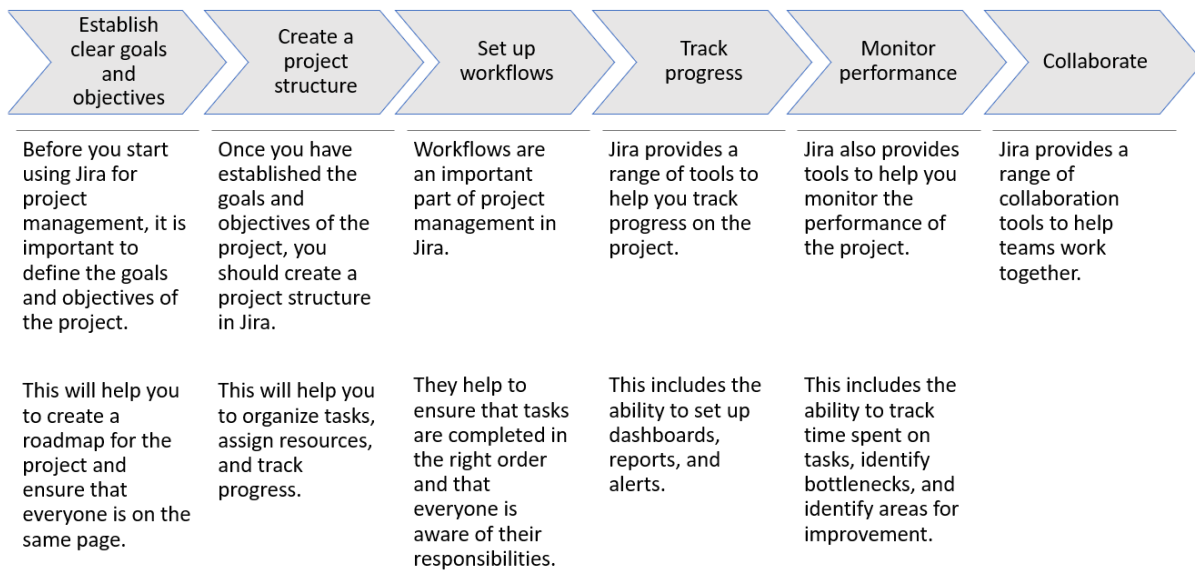 Establish
clear goals
and
objectives
Create a
project
structure
Set up
workflows
Track
progress
Monitor
performance
Collaborate
Before you start
using Jira for
project
management, it is
important to
define the goals
and objectives of
the project.
This will help you
to create a
roadmap for the
project and
ensure that
everyone is on the
same page.
Once you have
established the
goals and
objectives of the
project, you
should create a
project structure
in Jira.
This will help you
to organize tasks,
assign resources,
and track
progress.
Workflows are
an important
part of project
management in
Jira.
They help to
ensure that tasks
are completed in
the right order
and that
everyone is
aware of their
responsibilities.
Jira provides a
range of tools to
help you track
progress on the
project.
This includes the
ability to set up
dashboards,
reports, and
alerts.
Jira also provides
tools to help you
monitor the
performance of
the project.
This includes the
ability to track
time spent on
tasks, identify
bottlenecks, and
identify areas for
improvement.
Jira provides a
range of
collaboration
tools to help
teams work
together.